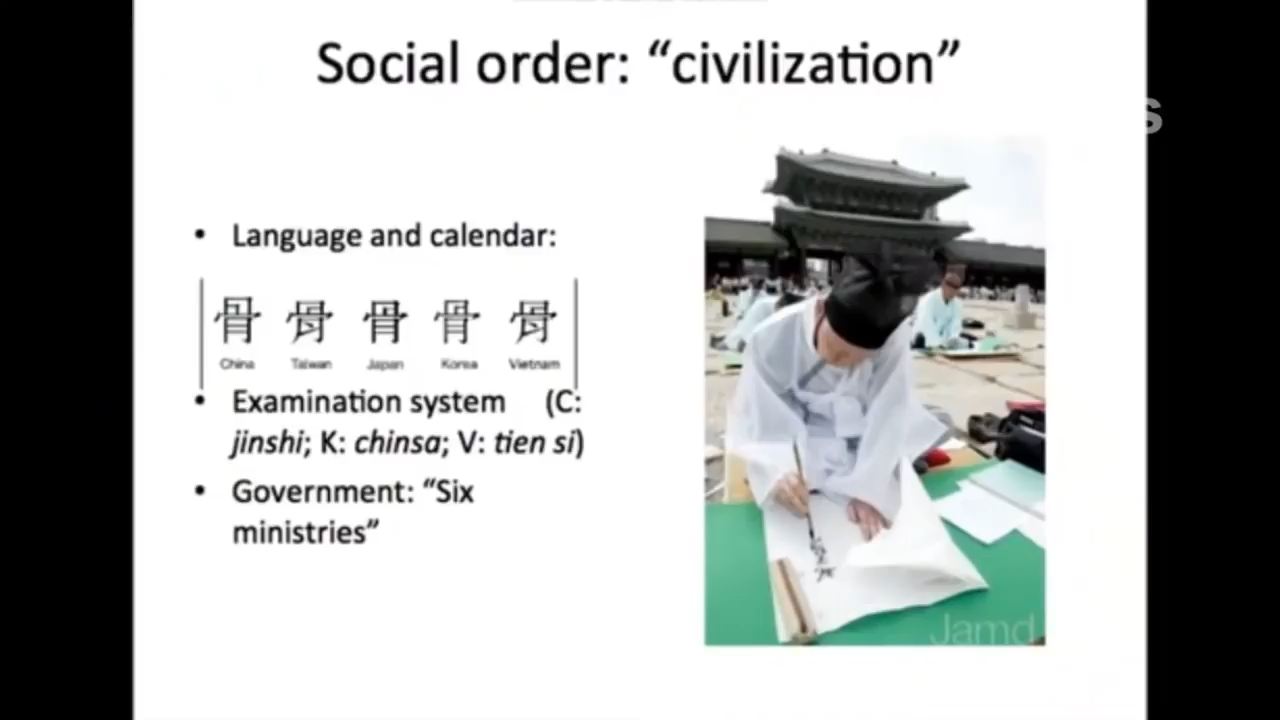 Social order: “civilization”
• Language and calendar:
骨 骨 骨 骨 骨
China Taiwan Japan Korea Vietnam
• Examination system (C:
jinshi; K: chinsa; V: tien si)
• Government: “Six
ministries”
s
Jamd